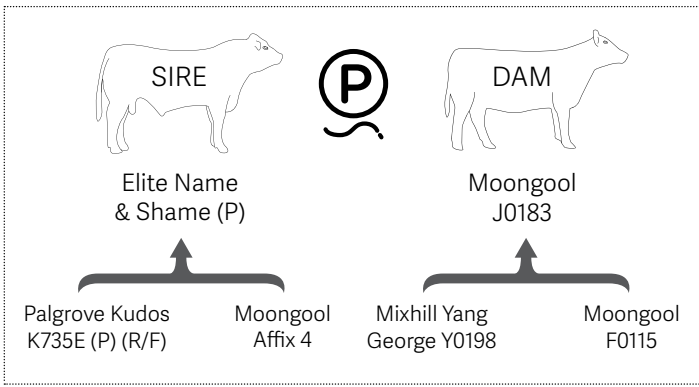 SIRE
P
DAM
Elite Name
& Shame (P)
Moongool
J0183
Palgrove Kudos
K735E (P) (R/F)
Moongool
Affix 4
Mixhill Yang
George Y0198
Moongool
F0115